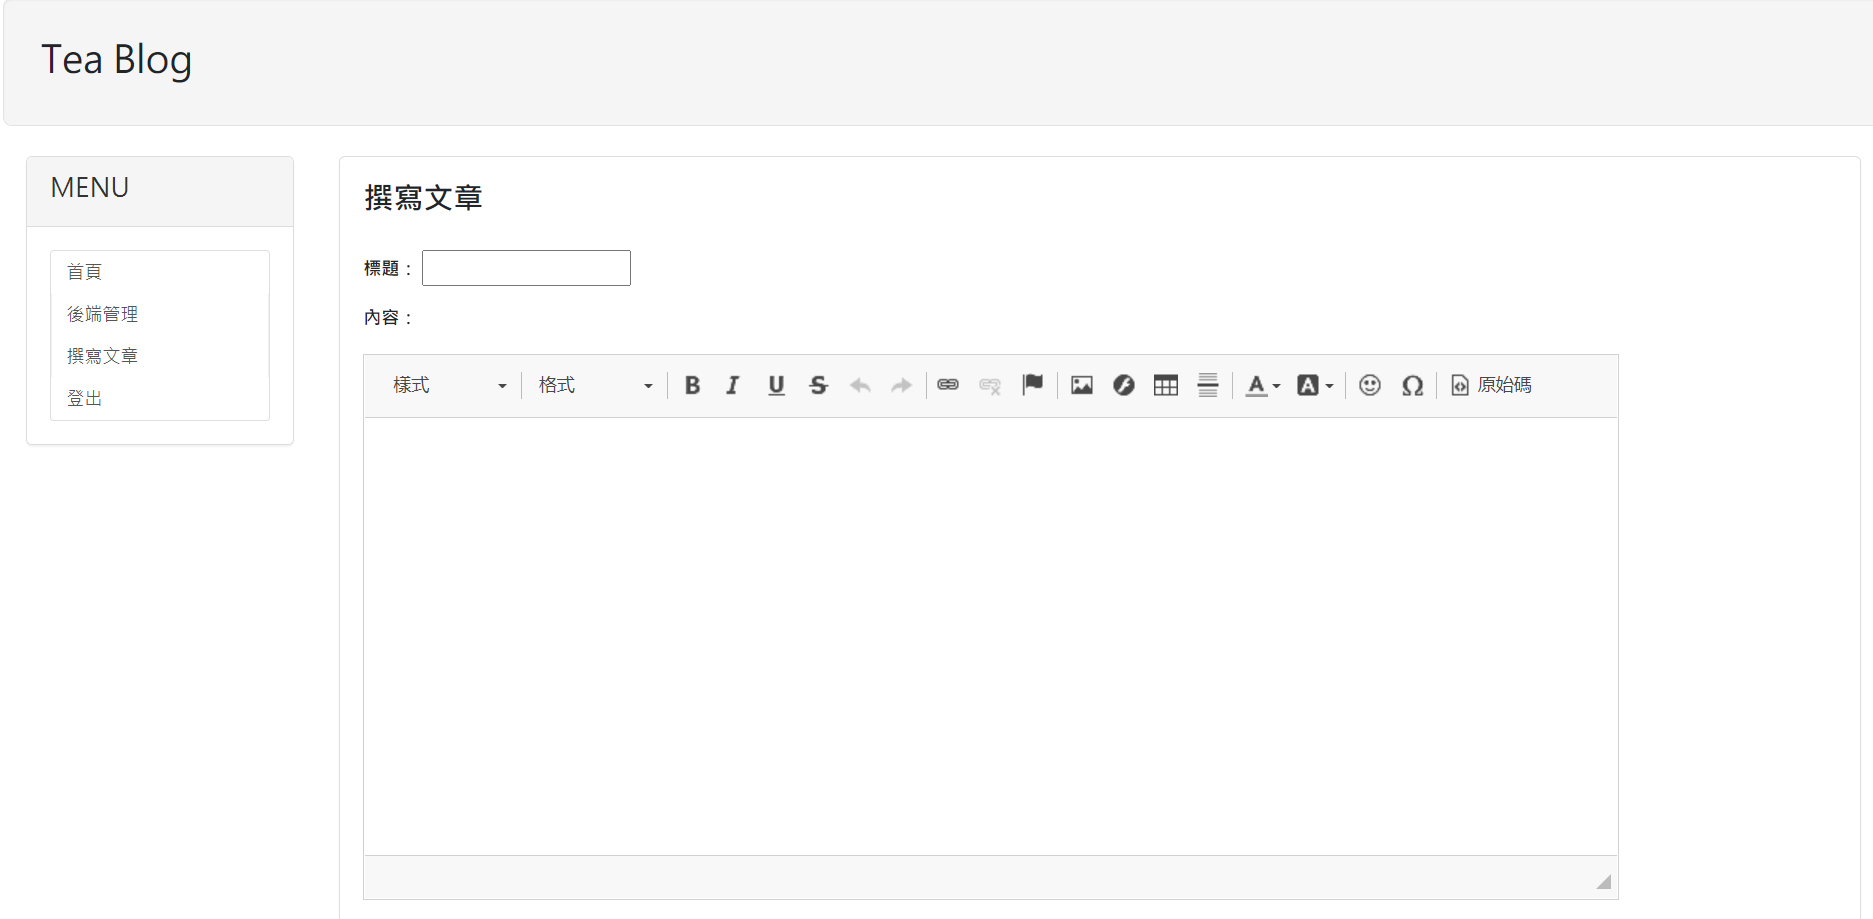 Tea Blog
MENU
首頁
後端管理
撰寫文章
登出
撰寫文章
標題：
內容：
樣式 格式 B I U S A A Ω 原始碼